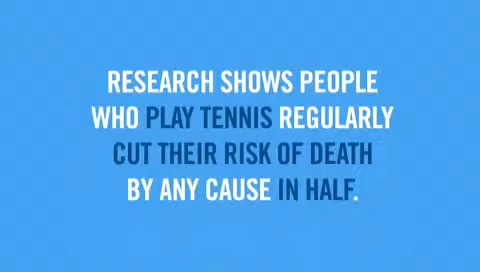 RESEARCH SHOWS PEOPLE
WHO PLAY TENNIS REGULARLY
CUT THEIR RISK OF DEATH
BY ANY CAUSE IN HALF.